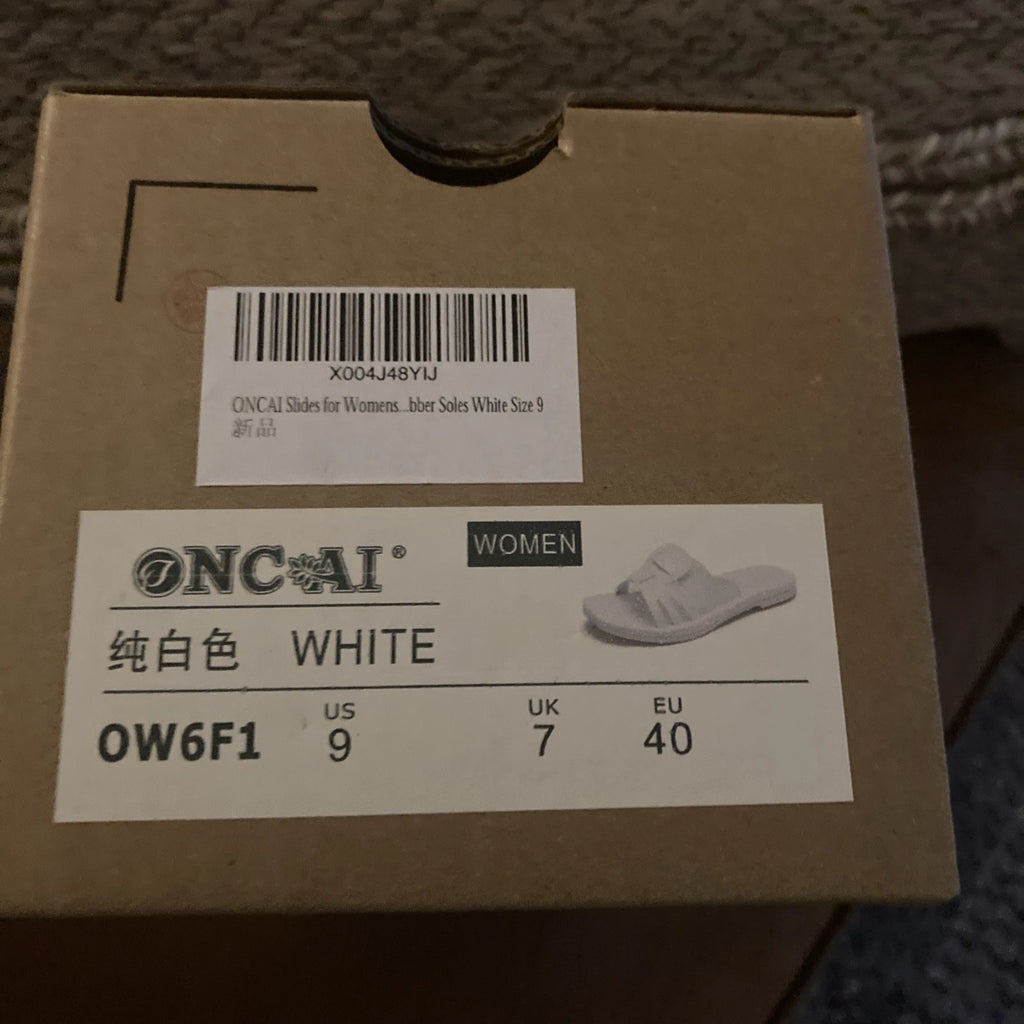 X004J48YIJ
ONCAI Slides for Womens...bber Soles White Size 9
新品
ONCAI®
WOMEN
纯白色 WHITE
OW6F1 US 9 UK 7 EU 40